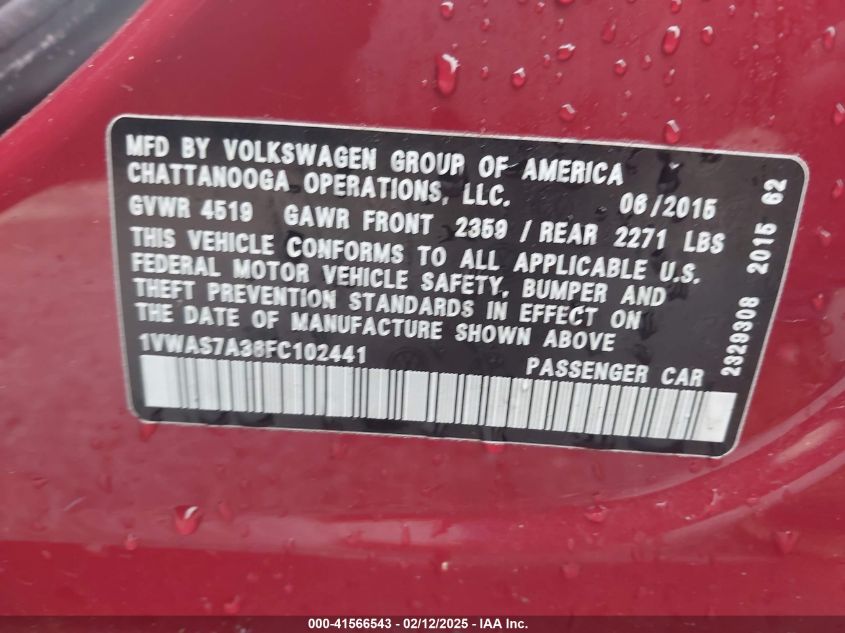 MFD BY VOLKSWAGEN GROUP OF AMERICA
CHATTANOOGA OPERATIONS, LLC. 06/2015
GVWR 4519 GAWR FRONT 2359 / REAR 2271 LBS
THIS VEHICLE CONFORMS TO ALL APPLICABLE U.S.
FEDERAL MOTOR VEHICLE SAFETY, BUMPER AND
THEFT PREVENTION STANDARDS IN EFFECT ON
THE DATE OF MANUFACTURE SHOWN ABOVE
1VWAS7A38FC102441
PASSENGER CAR
2329308 2015 62
000-41566543 - 02/12/2025 - IAA Inc.